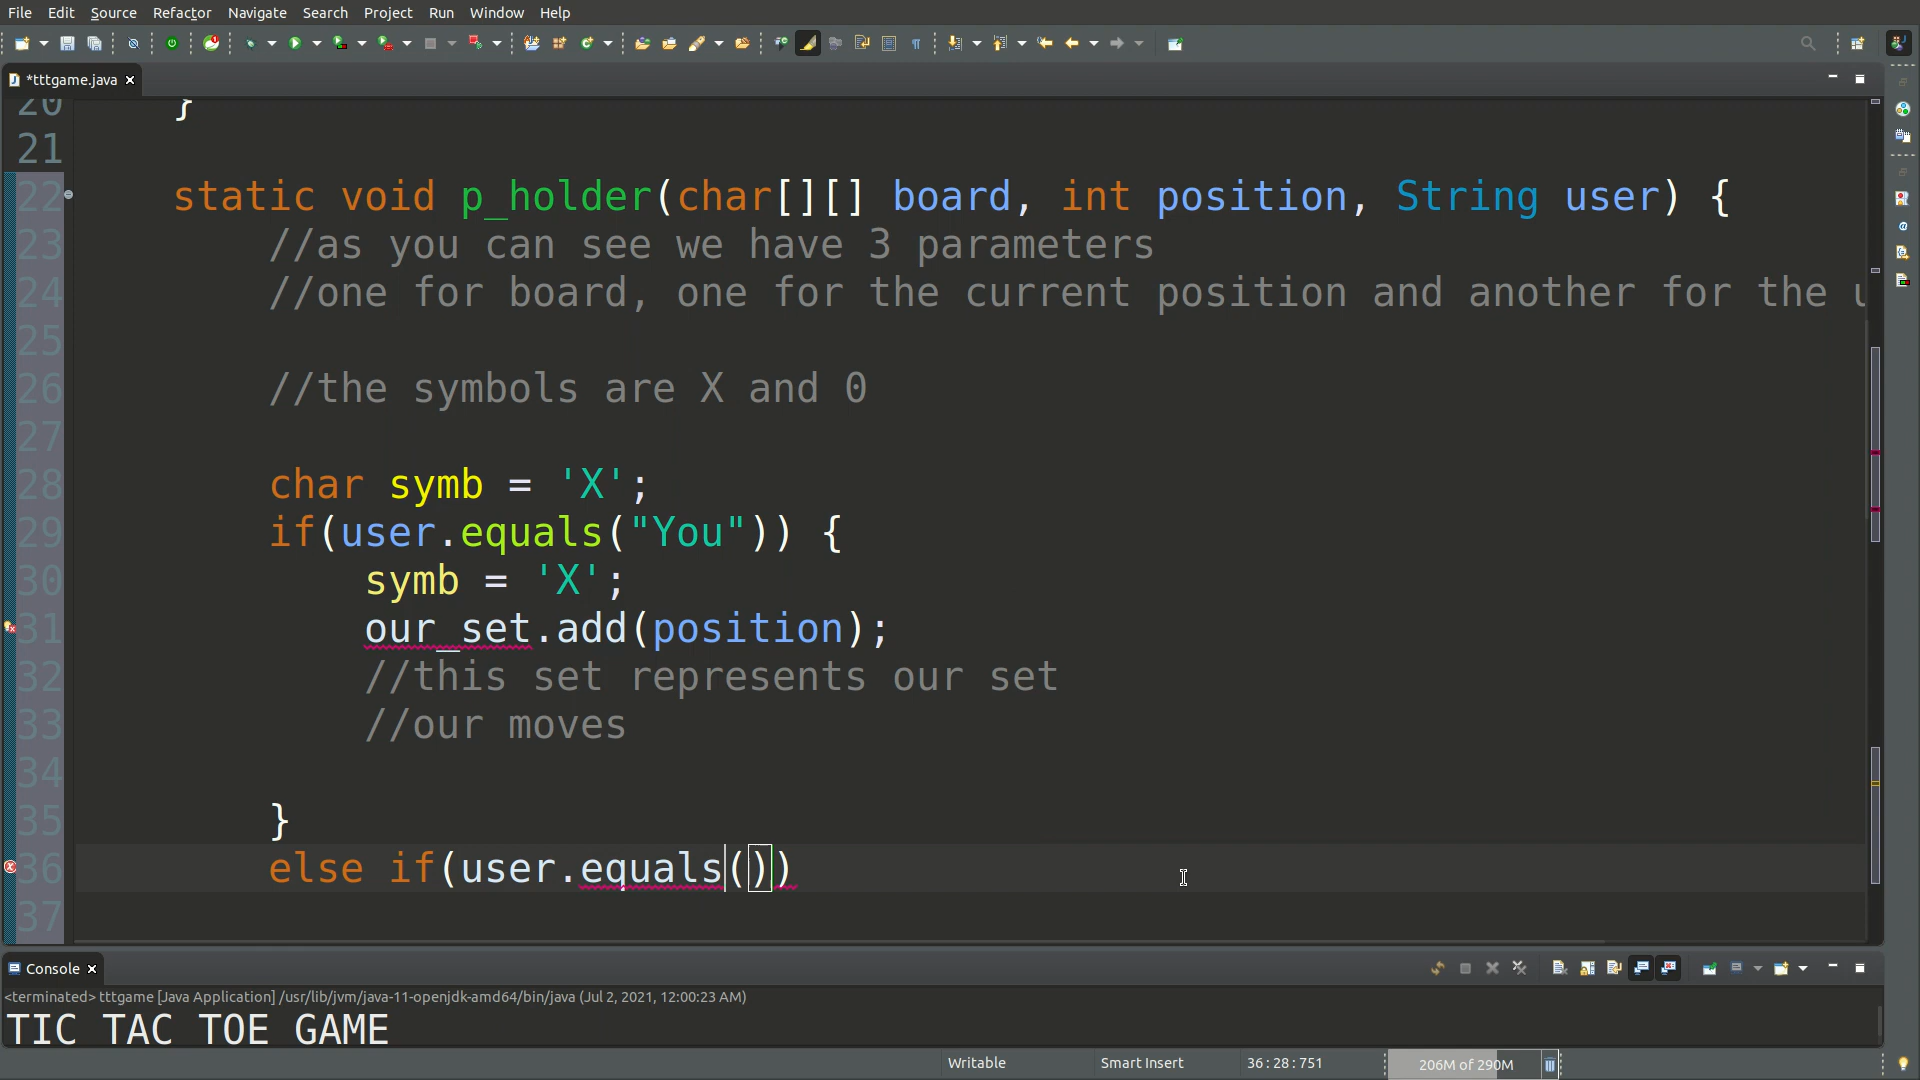 File Edit Source Refactor Navigate Search Project Run Window Help
*tttgame.java
20 }
21
22 static void p_holder(char[][] board, int position, String user) {
23 //as you can see we have 3 parameters
24 //one for board, one for the current position and another for the u
25
26 //the symbols are X and 0
27
28 char symb = 'X';
29 if(user.equals("You")) {
30 symb = 'X';
31 our_set.add(position);
32 //this set represents our set
33 //our moves
34
35 }
36 else if(user.equals())
37
Console
<terminated> tttgame [Java Application] /usr/lib/jvm/java-11-openjdk-amd64/bin/java (Jul 2, 2021, 12:00:23 AM)
TIC TAC TOE GAME
Writable Smart Insert 36:28:751 206M of 290M